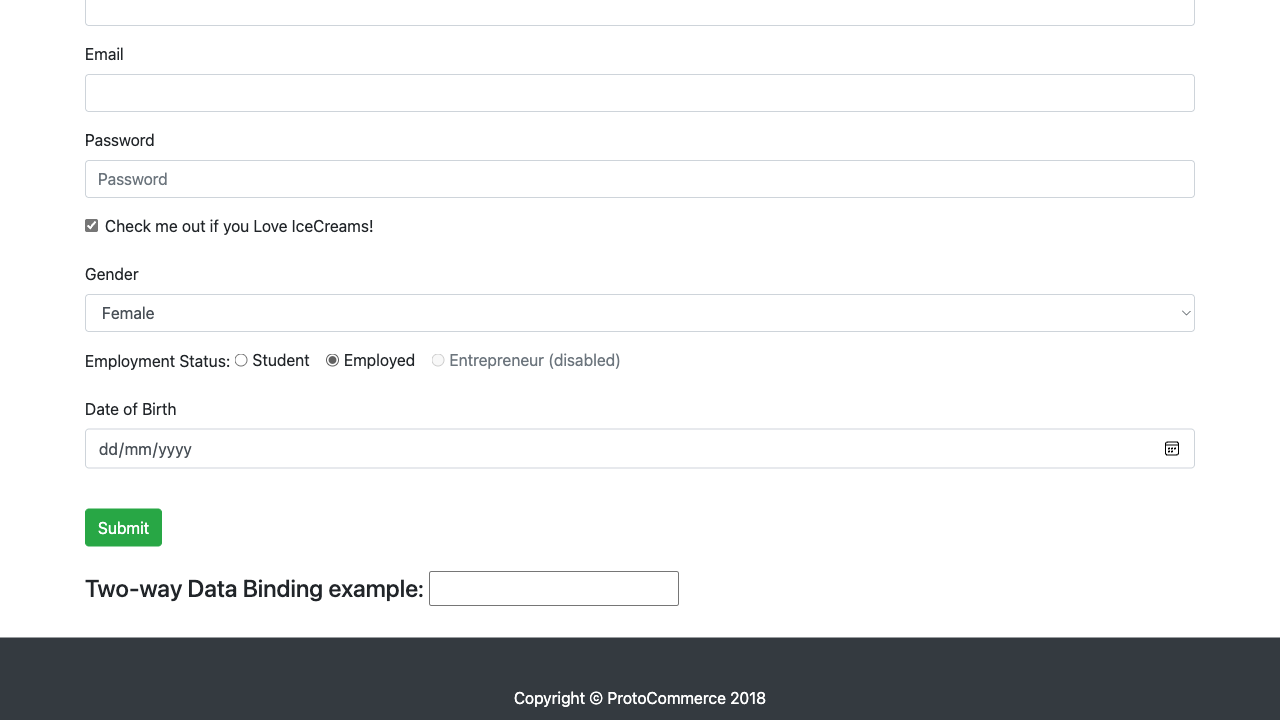 Email
Password
Password
Check me out if you Love IceCreams!
Gender
Female
Employment Status: Student Employed Entrepreneur (disabled)
Date of Birth
dd/mm/yyyy
Submit
Two-way Data Binding example:
Copyright © ProtoCommerce 2018